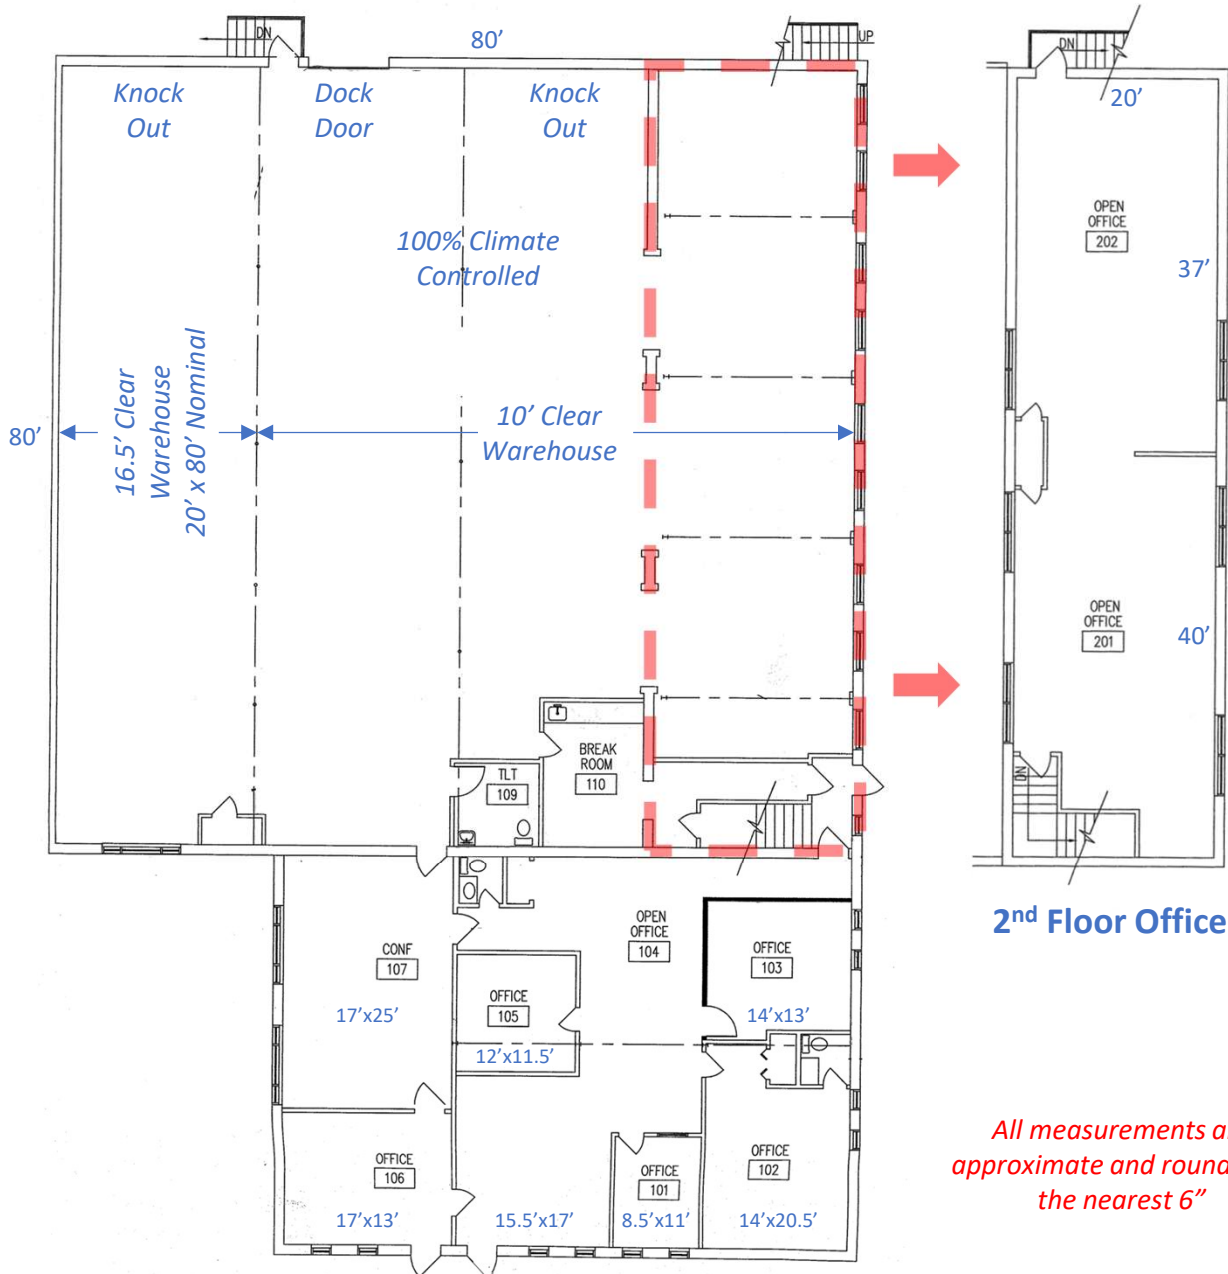 DN
80'
UP
DN
20'
Knock
Out
Dock
Door
Knock
Out
OPEN
OFFICE
202
37'
100% Climate
Controlled
80'
16.5' Clear
Warehouse
20' x 80' Nominal
10' Clear
Warehouse
OPEN
OFFICE
201
40'
BREAK
ROOM
110
TLT
109
DN
2nd Floor Office
OPEN
OFFICE
104
CONF
107
17'x25'
OFFICE
103
14'x13'
OFFICE
105
12'x11.5'
OFFICE
106
17'x13'
15.5'x17'
OFFICE
101
8.5'x11'
OFFICE
102
14'x20.5'
All measurements a
approximate and round
the nearest 6"